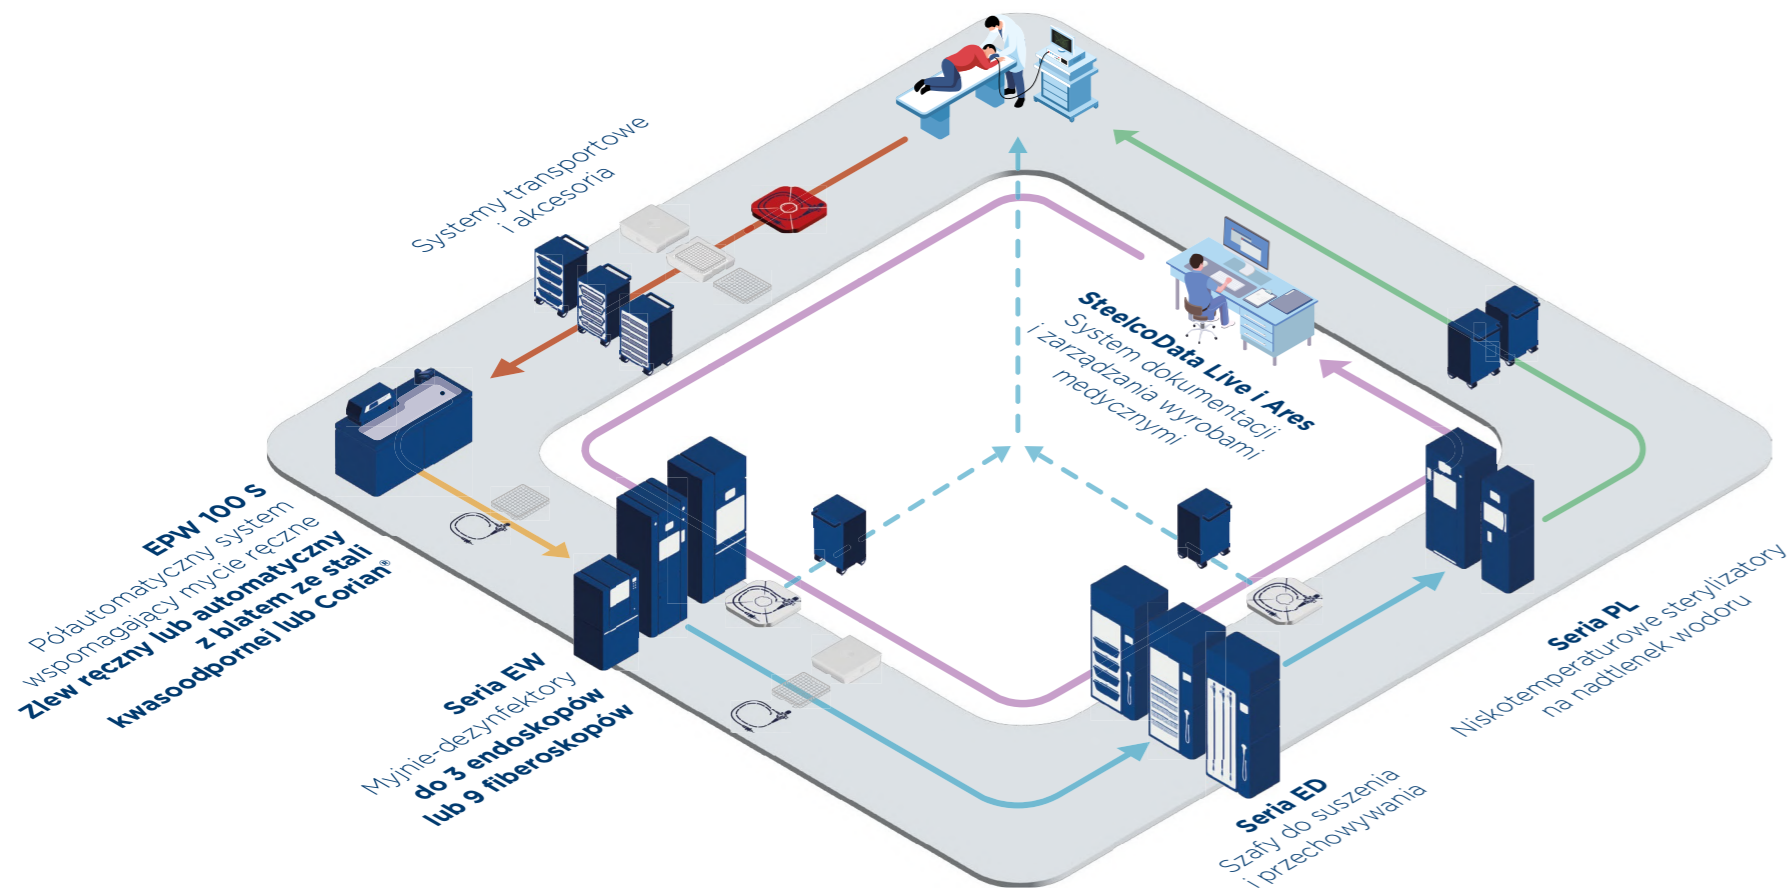 Systemy transportowe
i akcesoria
SteelcoData Live i Ares
System dokumentacji
i zarządzania wyrobami
medycznymi
EPW 100 S
Półautomatyczny system
wspomagający mycie ręczne
Zlew ręczny lub automatyczny
z blatem ze stali
kwasoodpornej lub Corian®
Seria EW
Myjnie-dezynfektory
do 3 endoskopów
lub 9 fiberoskopów
Seria ED
Szafy do suszenia
i przechowywania
Seria PL
Niskotemperaturowe sterylizatory
na nadtlenek wodoru